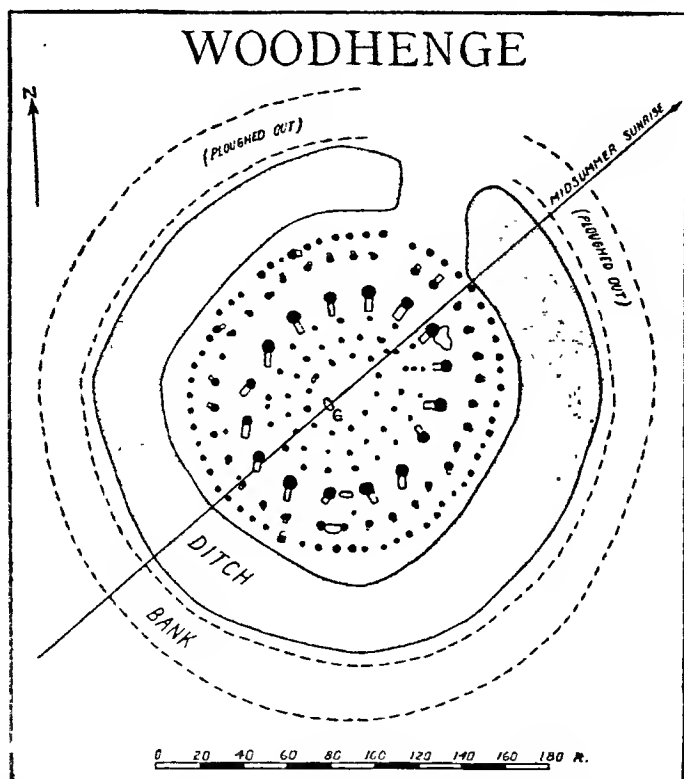 WOODHENGE
N
(PLOUGHED OUT)
MIDSUMMER SUNRISE
(PLOUGHED OUT)
G
C
DITCH
BANK
0 20 40 60 80 100 120 140 160 180 R.